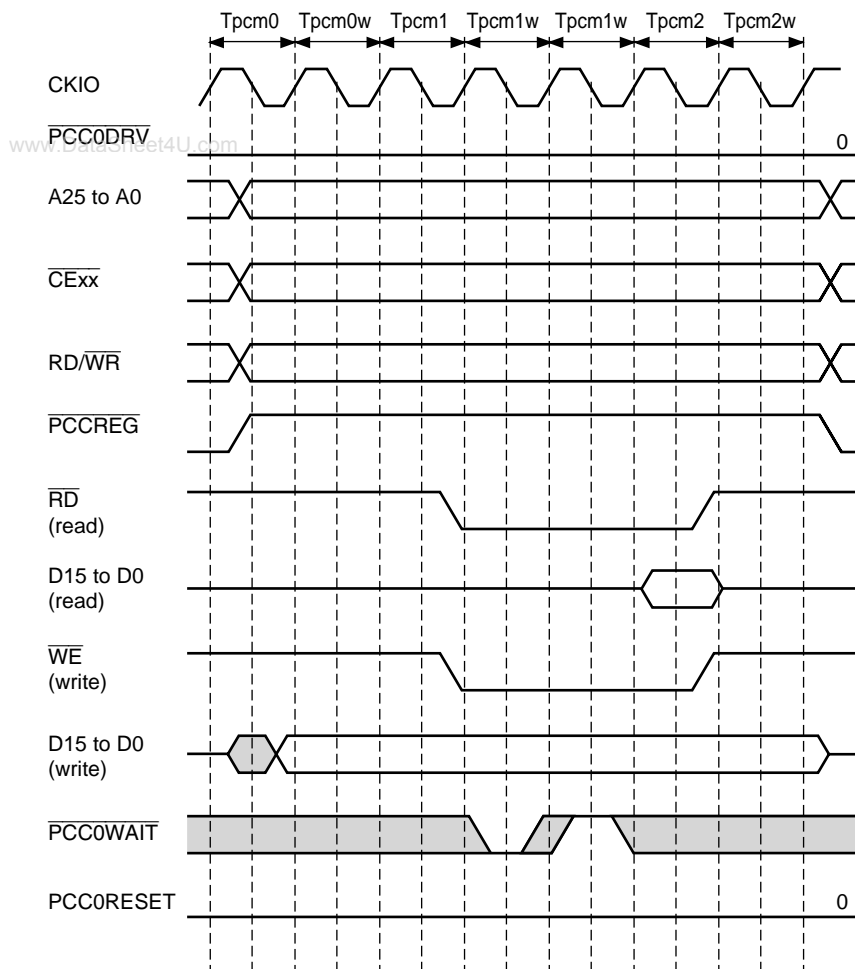 Tpcm0 Tpcm0w Tpcm1 Tpcm1w Tpcm1w Tpcm2 Tpcm2w
CKIO
PCC0DRV 0
www.DataSheet4U.com
A25 to A0
CExx
RD/WR
PCCREG
RD
(read)
D15 to D0
(read)
WE
(write)
D15 to D0
(write)
PCC0WAIT
PCC0RESET 0